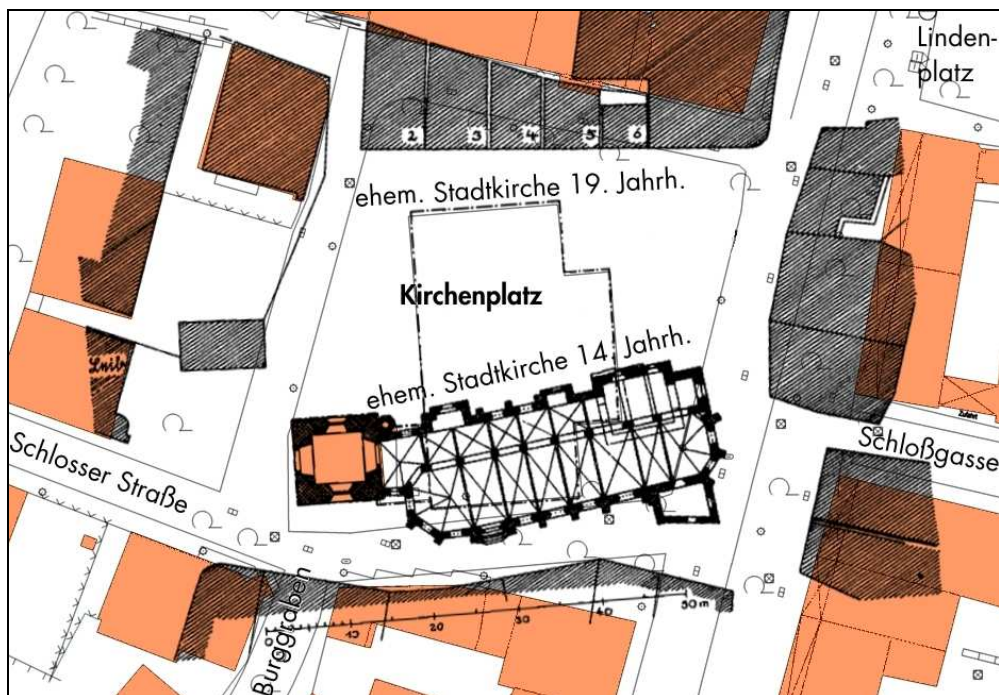 Linden-
platz
2 3 4 5 6
ehem. Stadtkirche 19. Jahrh.
Kirchenplatz
ehem. Stadtkirche 14. Jahrh.
Schlosser Straße
Schloßgasse
Burggraben
0 10 20 30 40 50 m